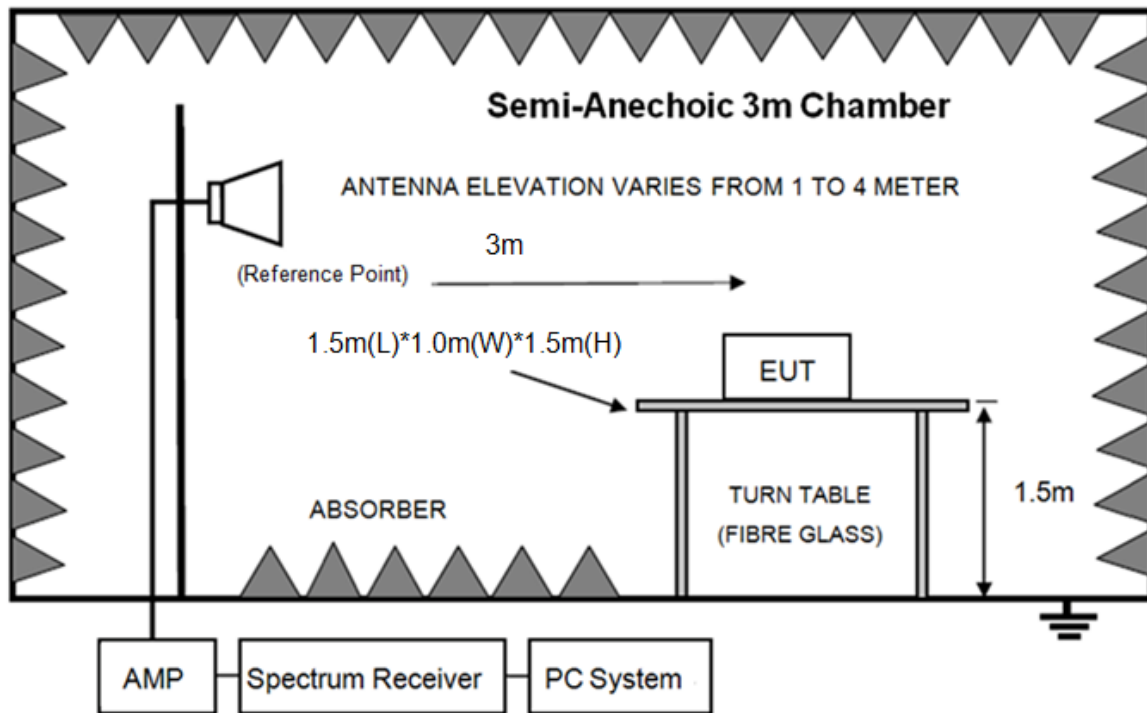 Semi-Anechoic 3m Chamber
ANTENNA ELEVATION VARIES FROM 1 TO 4 METER
3m
(Reference Point)
1.5m(L)*1.0m(W)*1.5m(H)
EUT
TURN TABLE
(FIBRE GLASS)
1.5m
ABSORBER
AMP
Spectrum Receiver
PC System